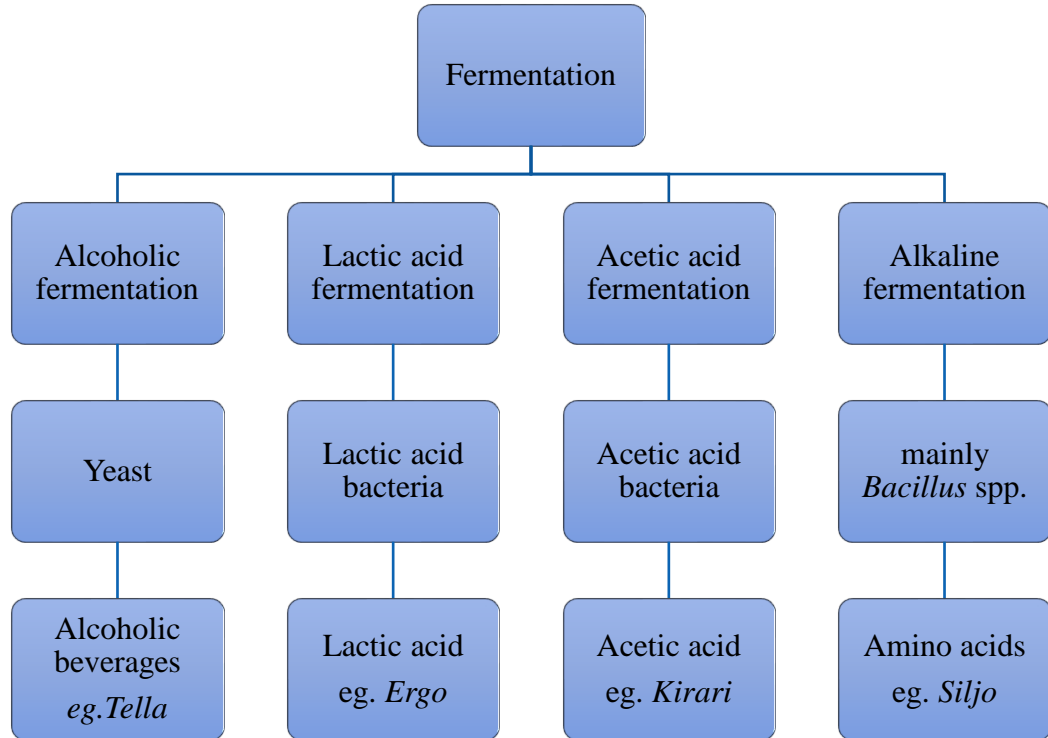 Fermentation
Alcoholic
fermentation
Lactic acid
fermentation
Acetic acid
fermentation
Alkaline
fermentation
Yeast
Lactic acid
bacteria
Acetic acid
bacteria
mainly
Bacillus spp.
Alcoholic
beverages
eg.Tella
Lactic acid
eg. Ergo
Acetic acid
eg. Kirari
Amino acids
eg. Siljo